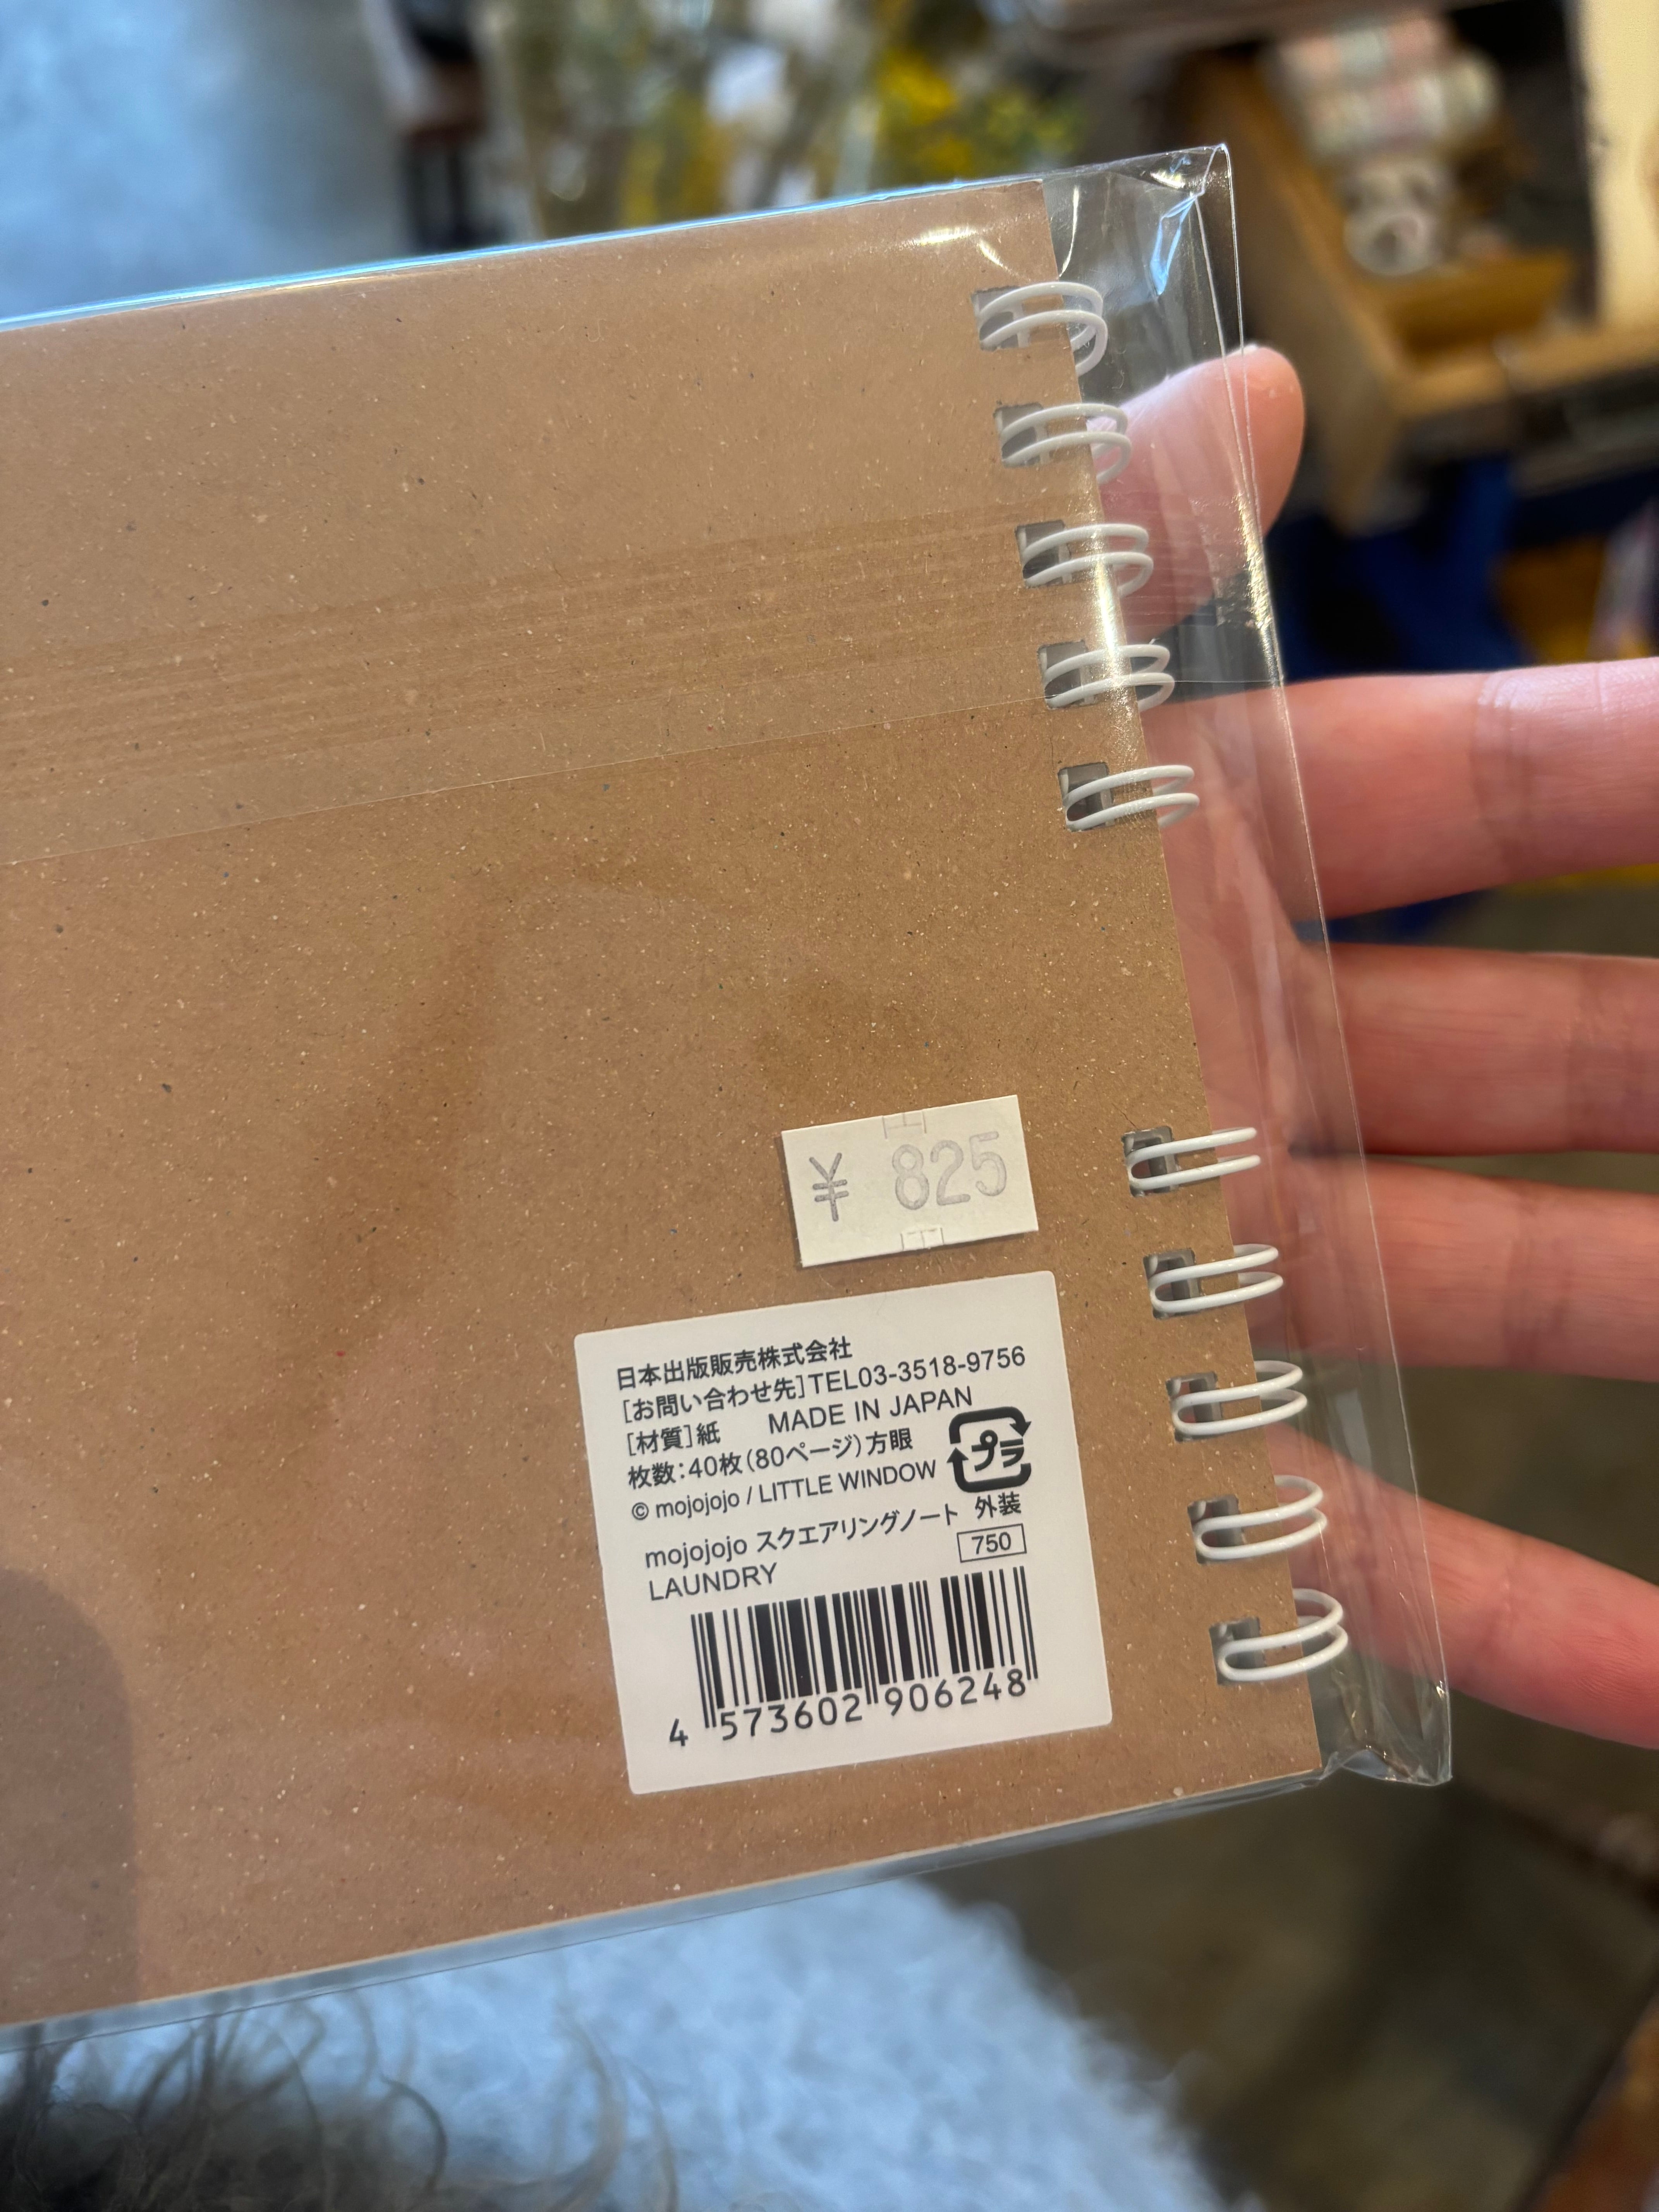 ¥ 825
日本出版販売株式会社
[お問い合わせ先]TEL03-3518-9756
[材質]紙 MADE IN JAPAN
枚数:40枚(80ページ)方眼
プラ
© mojojojo / LITTLE WINDOW
外装
mojojojo スクエアリングノート
750
LAUNDRY
4 573602 906248